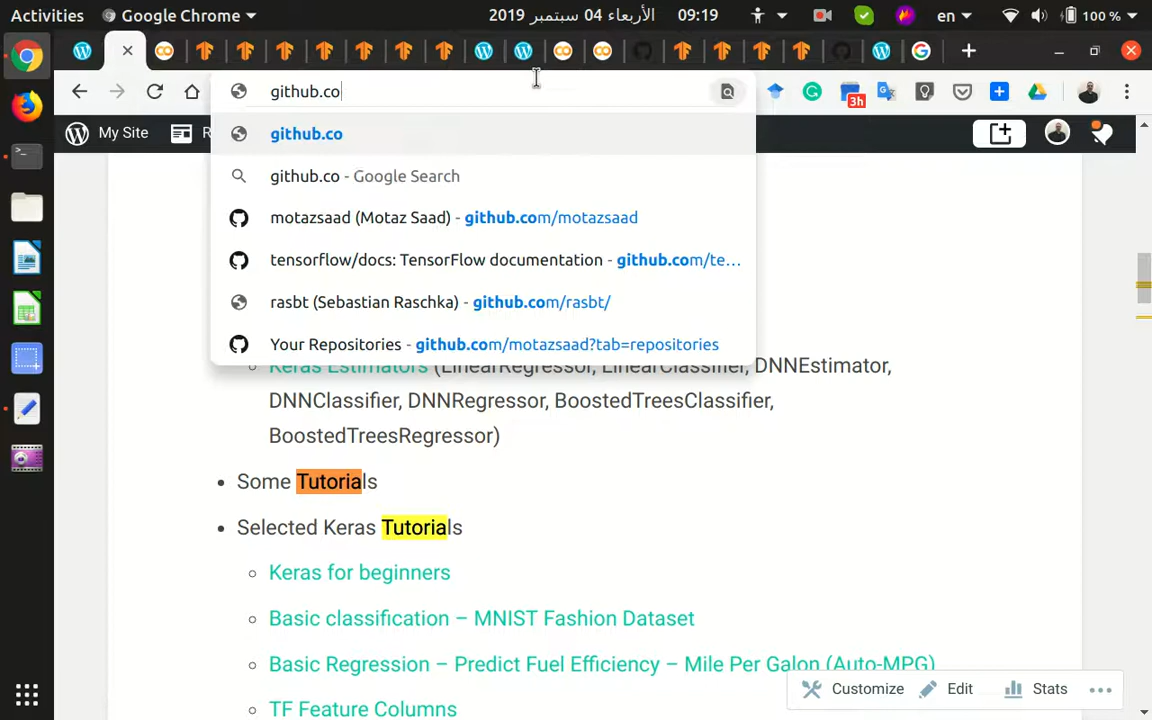 Activities Google Chrome الأربعاء 04 سبتمبر 2019 09:19 en 100 %
github.co
3h
My Site R
github.co
github.co - Google Search
motazsaad (Motaz Saad) - github.com/motazsaad
tensorflow/docs: TensorFlow documentation - github.com/te...
rasbt (Sebastian Raschka) - github.com/rasbt/
Your Repositories - github.com/motazsaad?tab=repositories
Keras Estimators (LinearRegressor, LinearClassifier, DNNEstimator,
DNNClassifier, DNNRegressor, BoostedTreesClassifier,
BoostedTreesRegressor)
Some Tutorials
Selected Keras Tutorials
Keras for beginners
Basic classification – MNIST Fashion Dataset
Basic Regression – Predict Fuel Efficiency – Mile Per Galon (Auto-MPG)
Customize Edit Stats
TF Feature Columns